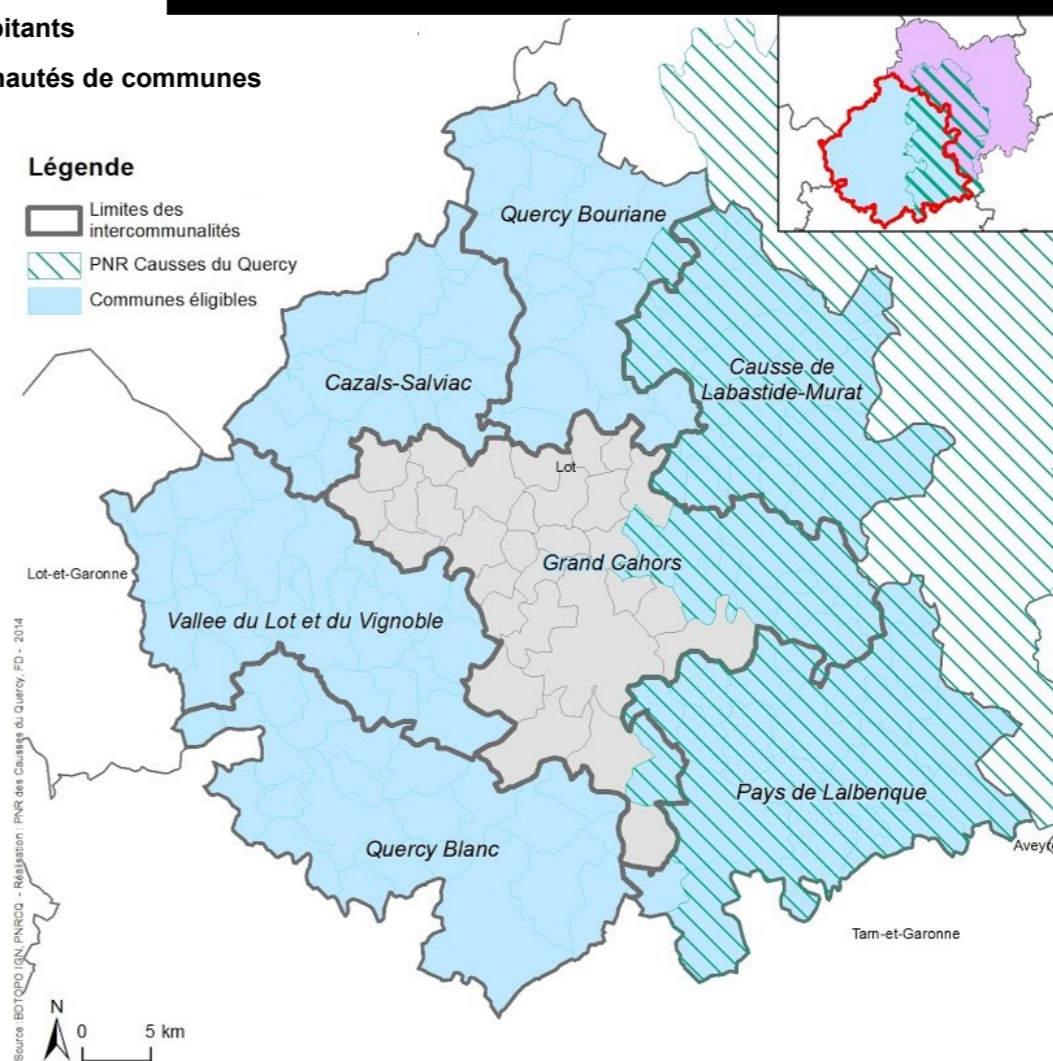 bitants
nautés de communes
Légende
Limites des
intercommunalités
PNR Causses du Quercy
Communes éligibles
Quercy Bouriane
Cazals-Salviac
Causse de
Labastide-Murat
Lot
Grand Cahors
Lot-et-Garonne
Vallee du Lot et du Vignoble
Pays de Lalbenque
Quercy Blanc
Aveyro
Tarn-et-Garonne
Source : BDTOPO IGN, PNRCQ - Réalisation : PNR des Causses du Quercy, FD - 2014
N
0 5 km